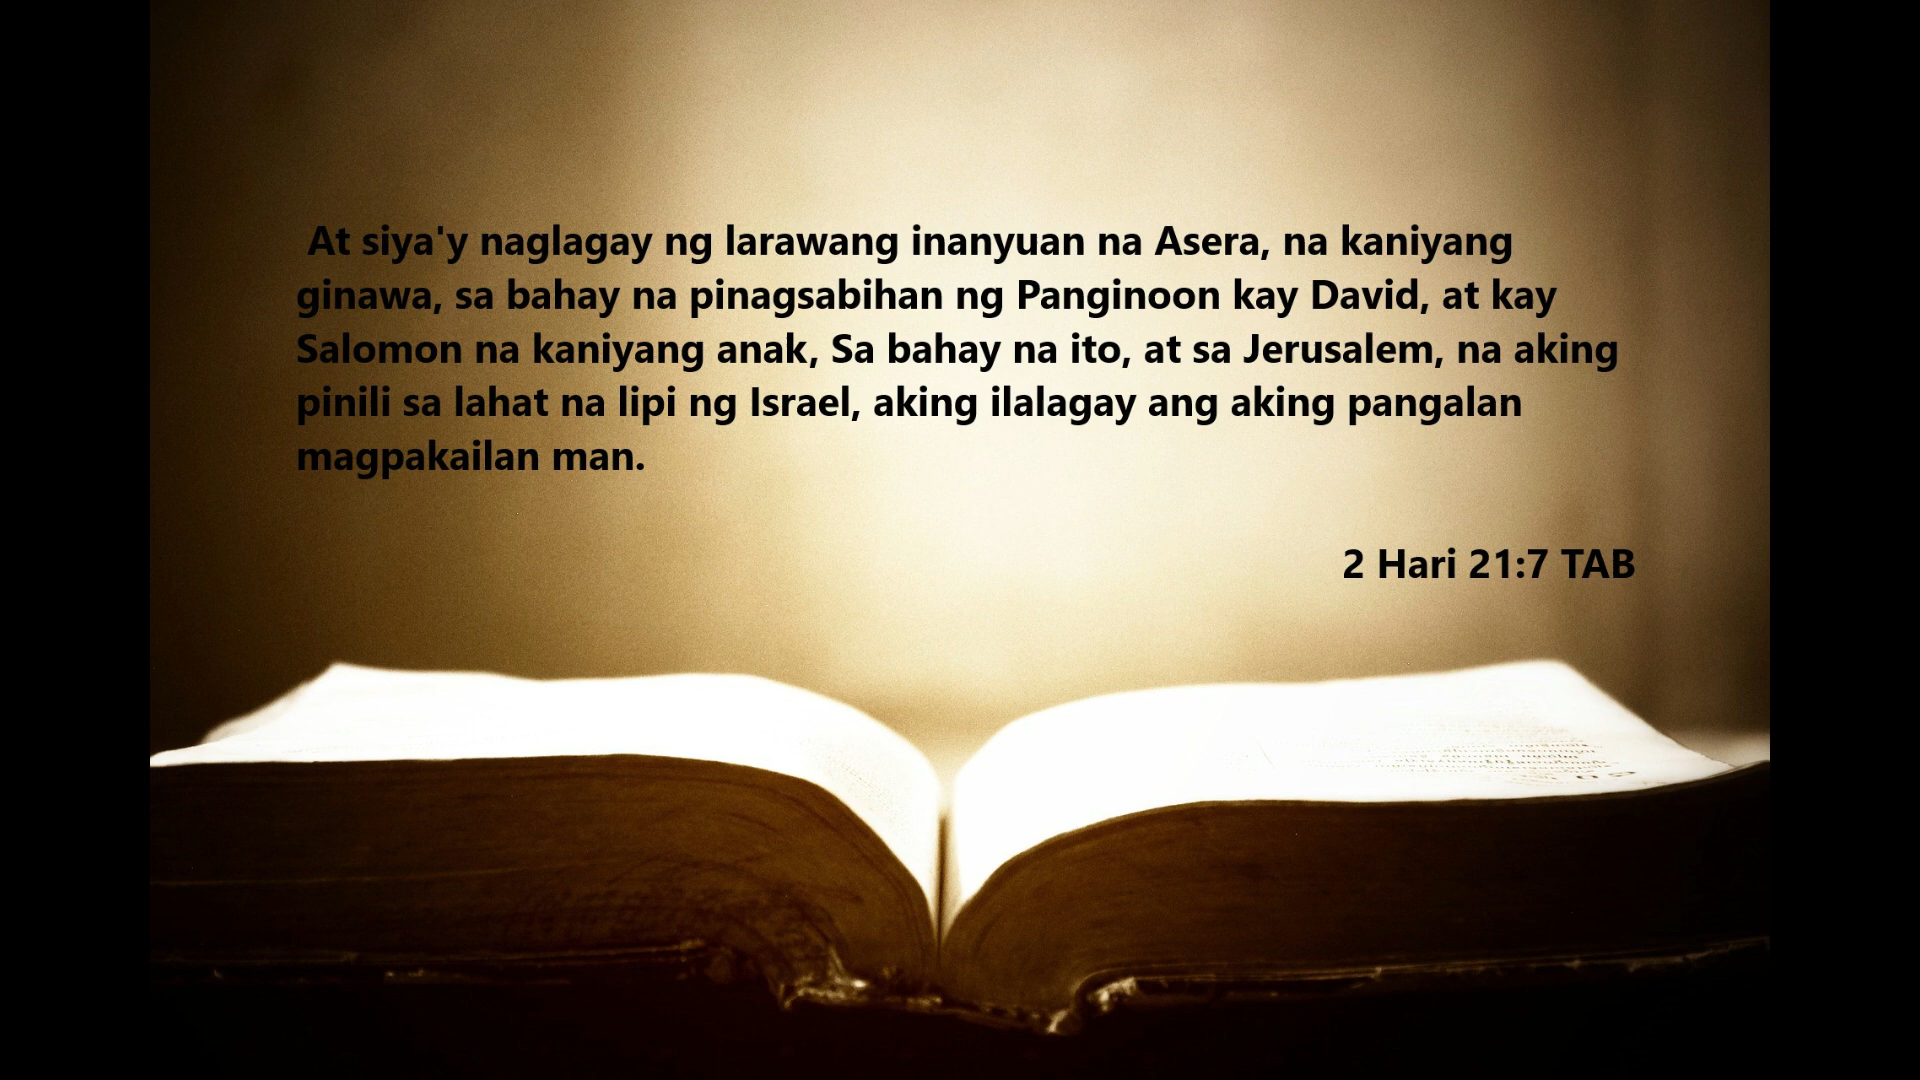 At siya'y naglagay ng larawang inanyuan na Asera, na kaniyang
ginawa, sa bahay na pinagsabihan ng Panginoon kay David, at kay
Salomon na kaniyang anak, Sa bahay na ito, at sa Jerusalem, na aking
pinili sa lahat na lipi ng Israel, aking ilalagay ang aking pangalan
magpakailan man.
2 Hari 21:7 TAB